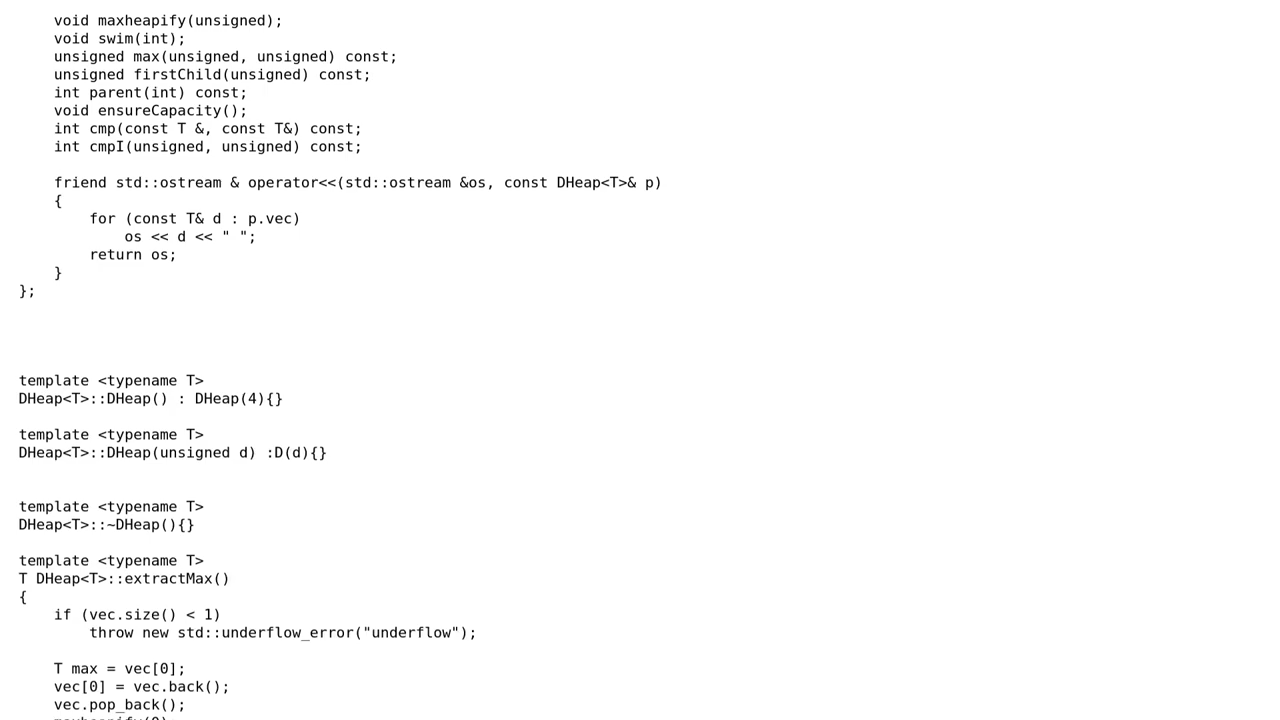 void maxheapify(unsigned);
void swim(int);
unsigned max(unsigned, unsigned) const;
unsigned firstChild(unsigned) const;
int parent(int) const;
void ensureCapacity();
int cmp(const T &, const T&) const;
int cmpI(unsigned, unsigned) const;
friend std::ostream & operator<<(std::ostream &os, const DHeap<T>& p)
{
for (const T& d : p.vec)
os << d << " ";
return os;
}
};
template <typename T>
DHeap<T>::DHeap() : DHeap(4){}
template <typename T>
DHeap<T>::DHeap(unsigned d) :D(d){}
template <typename T>
DHeap<T>::~DHeap(){}
template <typename T>
T DHeap<T>::extractMax()
{
if (vec.size() < 1)
throw new std::underflow_error("underflow");
T max = vec[0];
vec[0] = vec.back();
vec.pop_back();